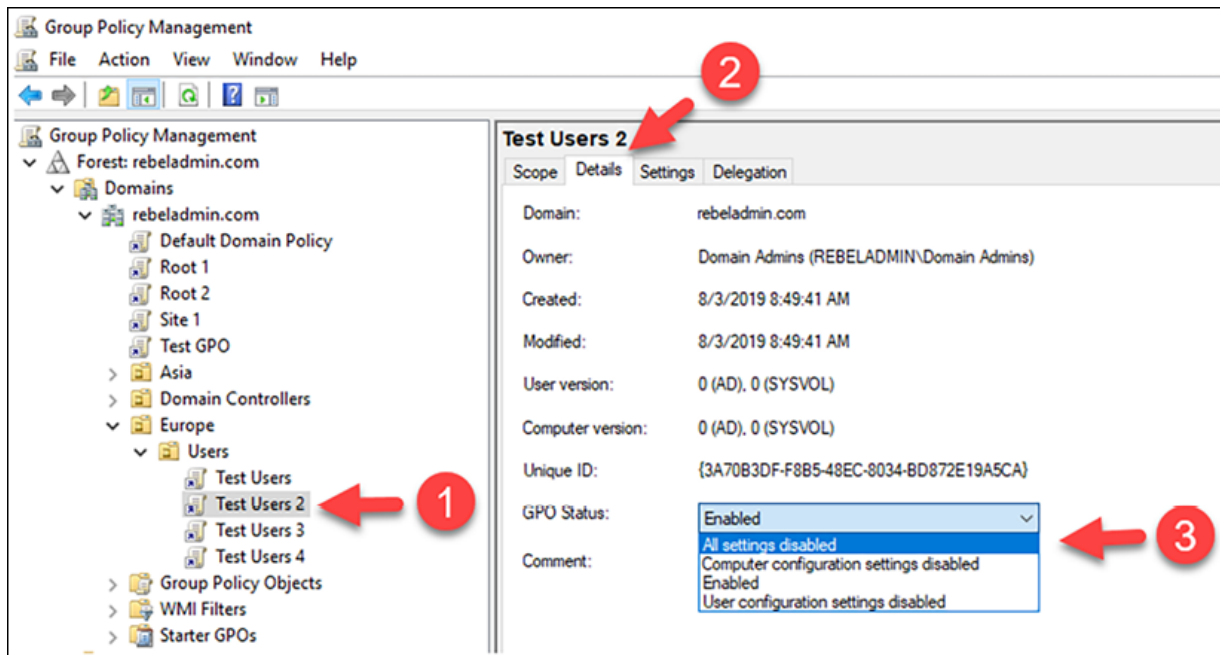 Group Policy Management
File Action View Window Help
2
Group Policy Management
Forest: rebeladmin.com
Domains
rebeladmin.com
Default Domain Policy
Root 1
Root 2
Site 1
Test GPO
Asia
Domain Controllers
Europe
Users
Test Users
Test Users 2
1
Test Users 3
Test Users 4
Group Policy Objects
WMI Filters
Starter GPOs
Test Users 2
Scope Details Settings Delegation
Domain: rebeladmin.com
Owner: Domain Admins (REBELADMIN\Domain Admins)
Created: 8/3/2019 8:49:41 AM
Modified: 8/3/2019 8:49:41 AM
User version: 0 (AD), 0 (SYSVOL)
Computer version: 0 (AD), 0 (SYSVOL)
Unique ID: {3A70B3DF-F8B5-48EC-8034-BD872E19A5CA}
GPO Status: Enabled
3
All settings disabled
Comment: Computer configuration settings disabled
Enabled
User configuration settings disabled